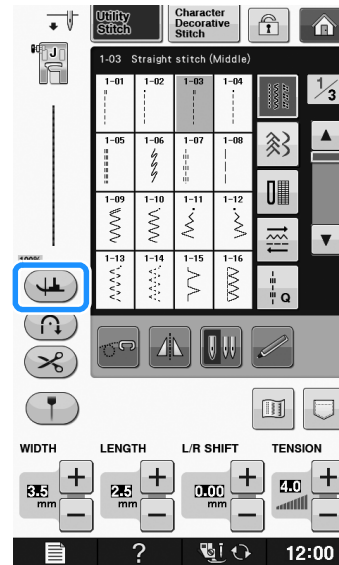 Utility
Stitch
Character
Decorative
Stitch
J
1-03 Straight stitch (Middle)
1/3
1-01 1-02 1-03 1-04
1-05 1-06 1-07 1-08
1-09 1-10 1-11 1-12
1-13 1-14 1-15 1-16
100%
Q
WIDTH LENGTH L/R SHIFT TENSION
3.5 mm + − 2.5 mm + − 0.00 mm + − 4.0 + −
? 12:00